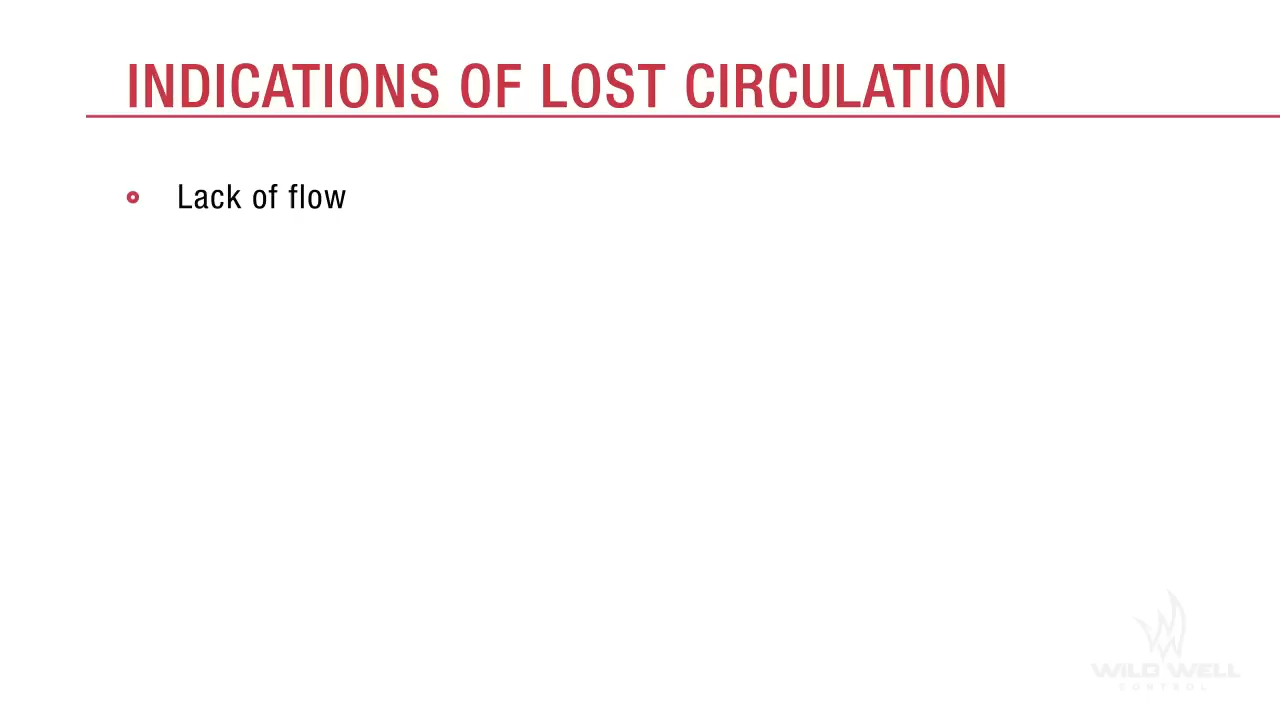 INDICATIONS OF LOST CIRCULATION
Lack of flow
WILD WELL
CONTROL